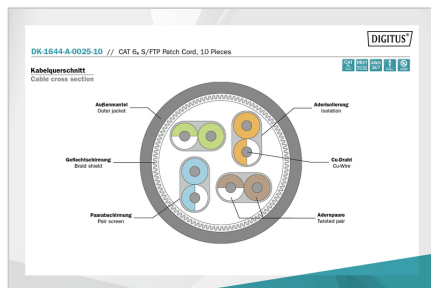 DIGITUS®
DK-1644-A-0025-10 // CAT 6A S/FTP Patch Cord, 10 Pieces
Kabelquerschnitt
Cable cross section
Außenmantel
Outer jacket
Aderisolierung
Isolation
Geflechtschirmung
Braid shield
Cu-Draht
Cu-Wire
Paarabschirmung
Pair screen
Adernpaare
Twisted pair